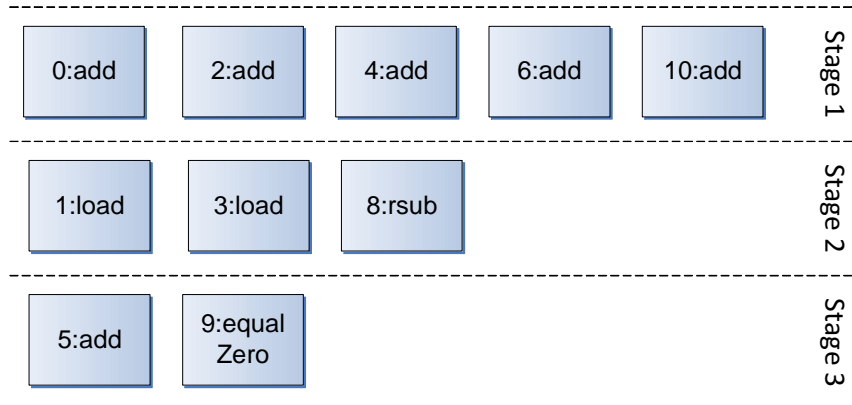 0:add
2:add
4:add
6:add
10:add
Stage 1
1:load
3:load
8:rsub
Stage 2
5:add
9:equal
Zero
Stage 3